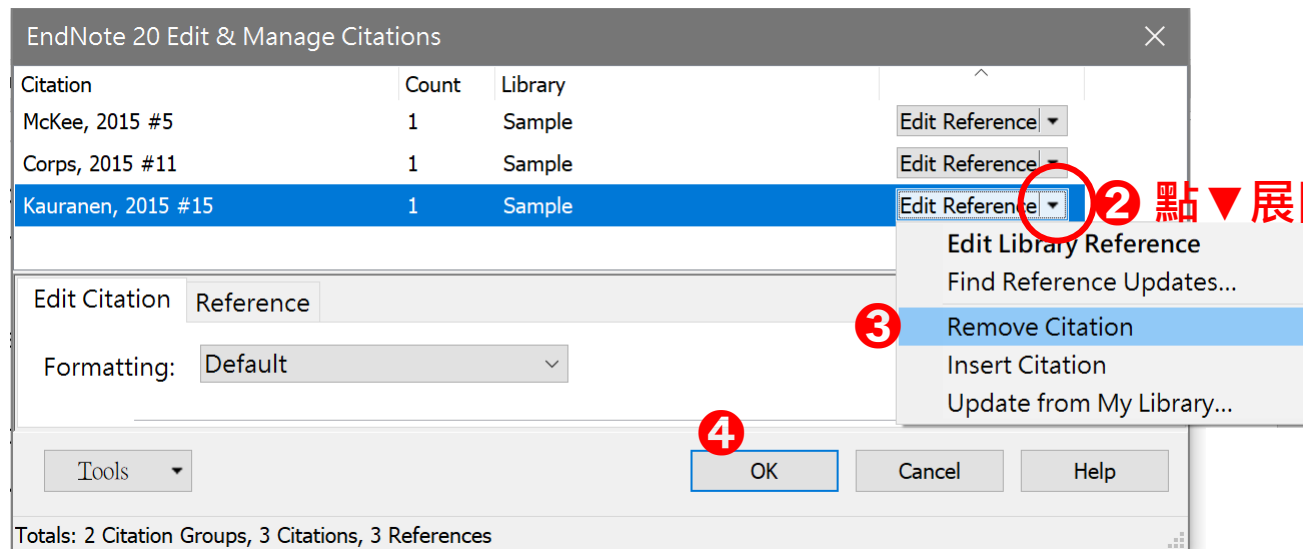 EndNote 20 Edit & Manage Citations
Citation Count Library
McKee, 2015 #5 1 Sample Edit Reference
Corps, 2015 #11 1 Sample Edit Reference
Kauranen, 2015 #15 1 Sample Edit Reference
❷ 點▼展
Edit Library Reference
Find Reference Updates...
❸ Remove Citation
Insert Citation
Update from My Library...
Edit Citation Reference
Formatting: Default
❹
Tools OK Cancel Help
Totals: 2 Citation Groups, 3 Citations, 3 References